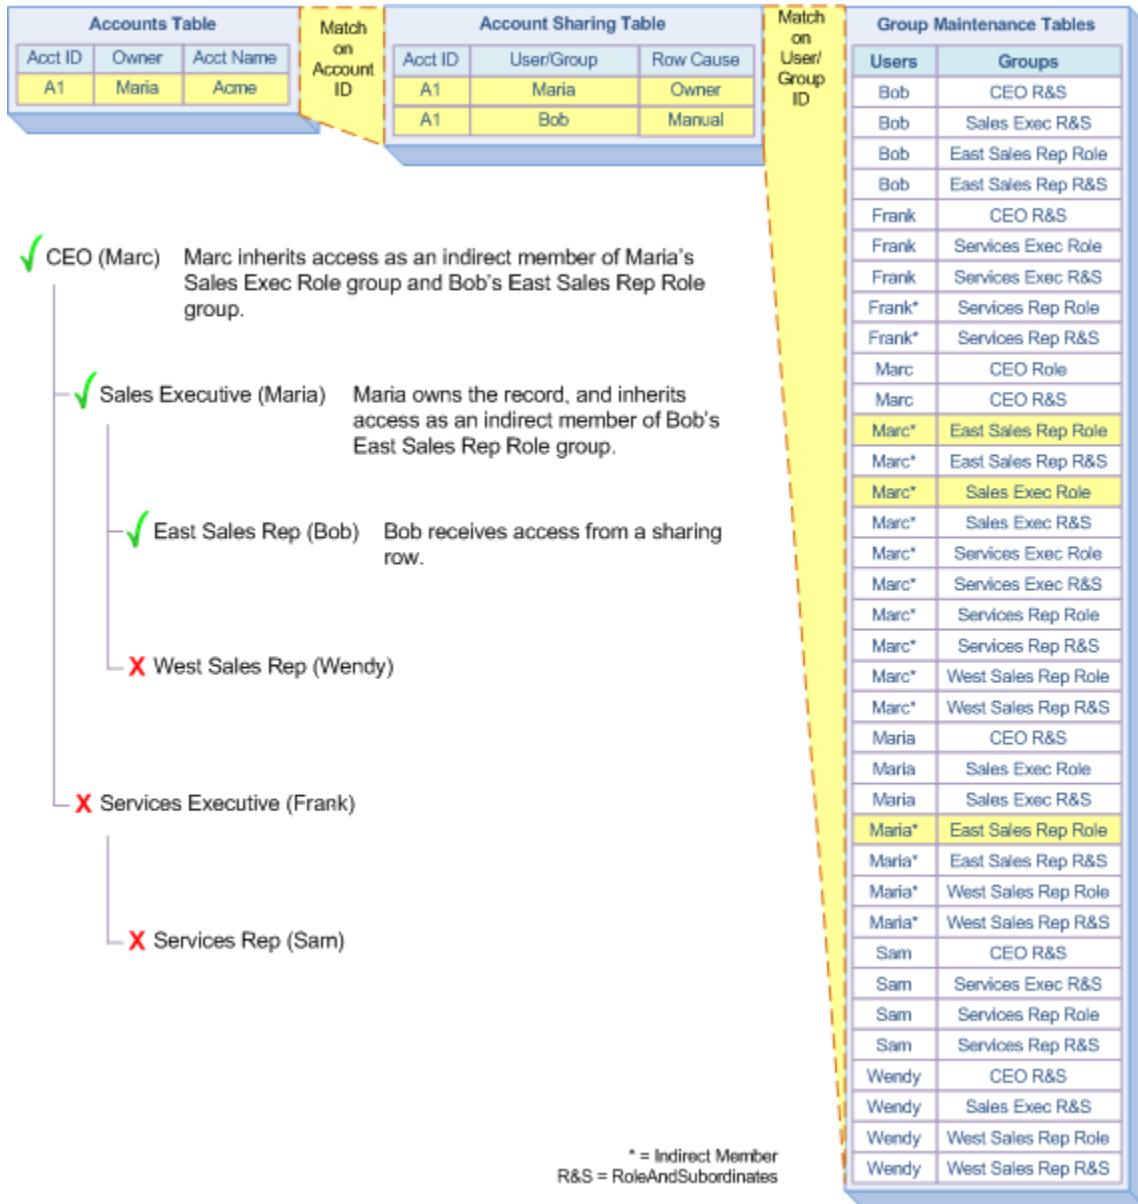 Accounts Table
Acct ID Owner Acct Name
A1 Maria Acme
Match
on
Account
ID
Account Sharing Table
Acct ID User/Group Row Cause
A1 Maria Owner
A1 Bob Manual
Match
on
User/
Group
ID
Group Maintenance Tables
Users Groups
Bob CEO R&S
Bob Sales Exec R&S
Bob East Sales Rep Role
Bob East Sales Rep R&S
Frank CEO R&S
Frank Services Exec Role
Frank Services Exec R&S
Frank* Services Rep Role
Frank* Services Rep R&S
Marc CEO Role
Marc CEO R&S
Marc* East Sales Rep Role
Marc* East Sales Rep R&S
Marc* Sales Exec Role
Marc* Sales Exec R&S
Marc* Services Exec Role
Marc* Services Exec R&S
Marc* Services Rep Role
Marc* Services Rep R&S
Marc* West Sales Rep Role
Marc* West Sales Rep R&S
Maria CEO R&S
Maria Sales Exec Role
Maria Sales Exec R&S
Maria* East Sales Rep Role
Maria* East Sales Rep R&S
Maria* West Sales Rep Role
Maria* West Sales Rep R&S
Sam CEO R&S
Sam Services Exec R&S
Sam Services Rep Role
Sam Services Rep R&S
Wendy CEO R&S
Wendy Sales Exec R&S
Wendy West Sales Rep Role
Wendy West Sales Rep R&S
CEO (Marc)
Marc inherits access as an indirect member of Maria's
Sales Exec Role group and Bob's East Sales Rep Role
group.
Sales Executive (Maria)
Maria owns the record, and inherits
access as an indirect member of Bob's
East Sales Rep Role group.
East Sales Rep (Bob)
Bob receives access from a sharing
row.
X West Sales Rep (Wendy)
X Services Executive (Frank)
X Services Rep (Sam)
* = Indirect Member
R&S = RoleAndSubordinates